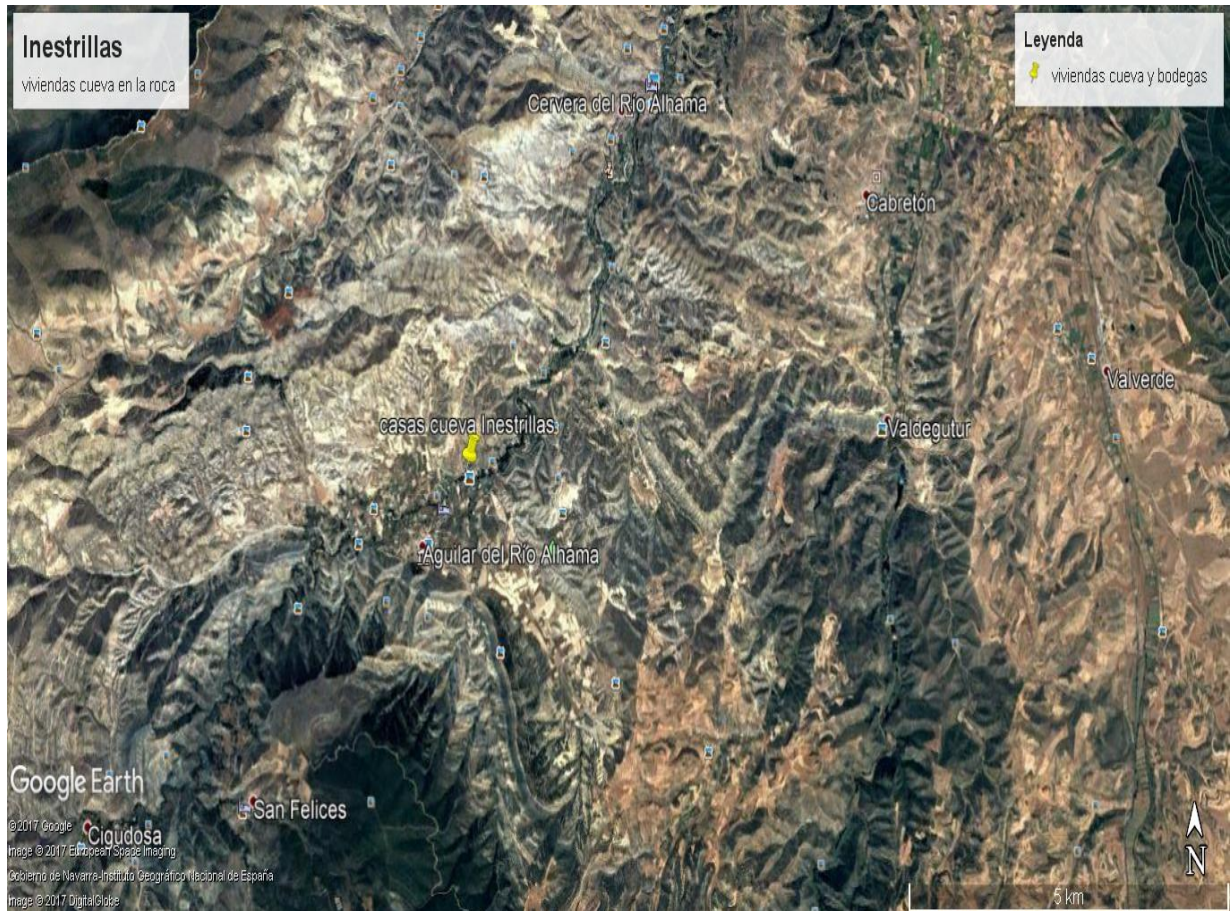 Inestrillas
viviendas cueva en la roca
Leyenda
viviendas cueva y bodegas
Cervera del Río Alhama
Cabretón
Valverde
casas cueva Inestrillas
Valdegutur
Aguilar del Río Alhama
Google Earth
San Felices
Cigudosa
©2017 Google
Image © 2017 European Space Imaging
Gobierno de Navarra-Instituto Geográfico Nacional de España
Image © 2017 DigitalGlobe
N
5 km